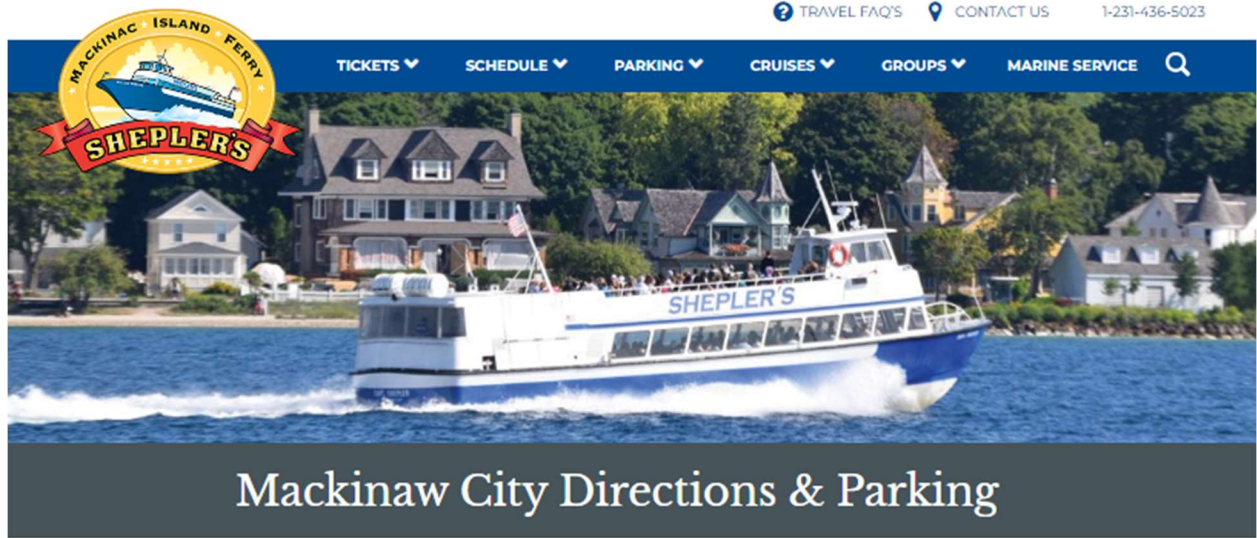 TRAVEL FAQ'S CONTACT US 1-231-436-5023
MACKINAC ISLAND FERRY
SHEPLER'S
TICKETS SCHEDULE PARKING CRUISES GROUPS MARINE SERVICE
SHEPLER'S
Mackinaw City Directions & Parking